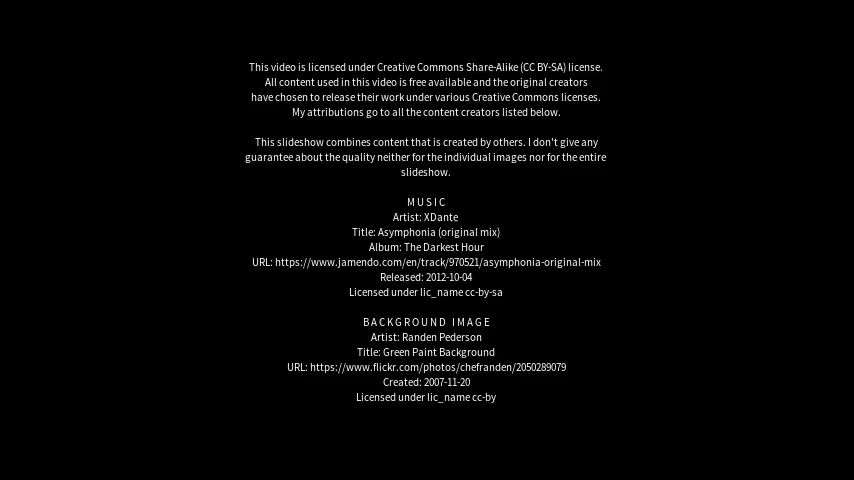 This video is licensed under Creative Commons Share-Alike (CC BY-SA) license.
All content used in this video is free available and the original creators
have chosen to release their work under various Creative Commons licenses.
My attributions go to all the content creators listed below.
This slideshow combines content that is created by others. I don't give any
guarantee about the quality neither for the individual images nor for the entire
slideshow.
MUSIC
Artist: XDante
Title: Asymphonia (original mix)
Album: The Darkest Hour
URL: https://www.jamendo.com/en/track/970521/asymphonia-original-mix
Released: 2012-10-04
Licensed under lic_name cc-by-sa
BACKGROUND IMAGE
Artist: Randen Pederson
Title: Green Paint Background
URL: https://www.flickr.com/photos/chefranden/2050289079
Created: 2007-11-20
Licensed under lic_name cc-by